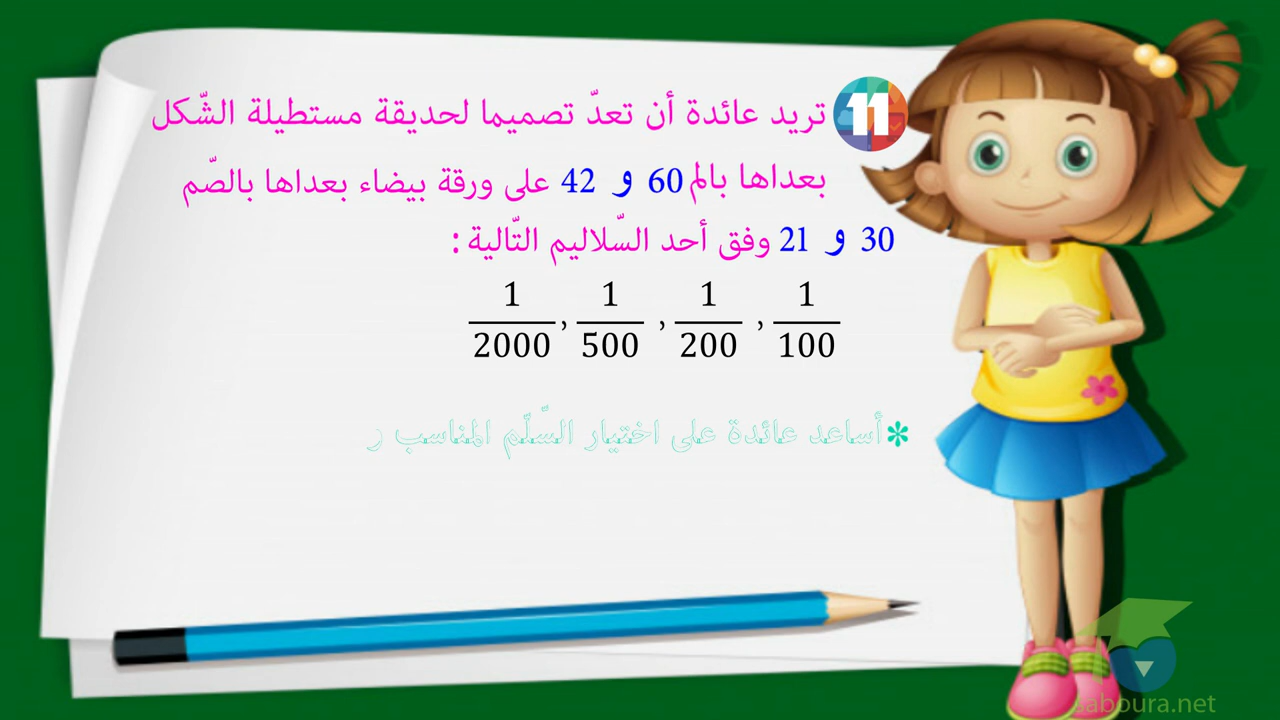 11 تريد عائدة أن تعدّ تصميما لحديقة مستطيلة الشّكل
بعداها بالم 60 و 42 على ورقة بيضاء بعداها بالصّم
30 و 21 وفق أحد السّلاليم التّالية :
1/100 , 1/200 , 1/500 , 1/2000
*أساعد عائدة على اختيار السّلّم المناسب ر
saboura.net